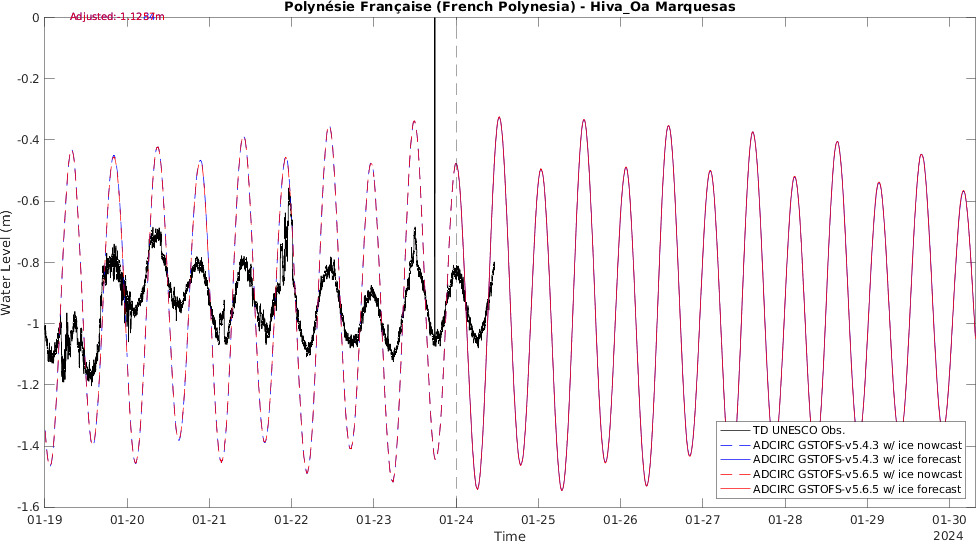 Polynésie Française (French Polynesia) - Hiva_Oa Marquesas
0
-0.2
-0.4
-0.6
-0.8
-1
-1.2
-1.4
-1.6
Water Level (m)
01-19 01-20 01-21 01-22 01-23 01-24 01-25 01-26 01-27 01-28 01-29 01-30
2024
Time
TD UNESCO Obs.
ADCIRC GSTOFS-v5.4.3 w/ ice nowcast
ADCIRC GSTOFS-v5.4.3 w/ ice forecast
ADCIRC GSTOFS-v5.6.5 w/ ice nowcast
ADCIRC GSTOFS-v5.6.5 w/ ice forecast